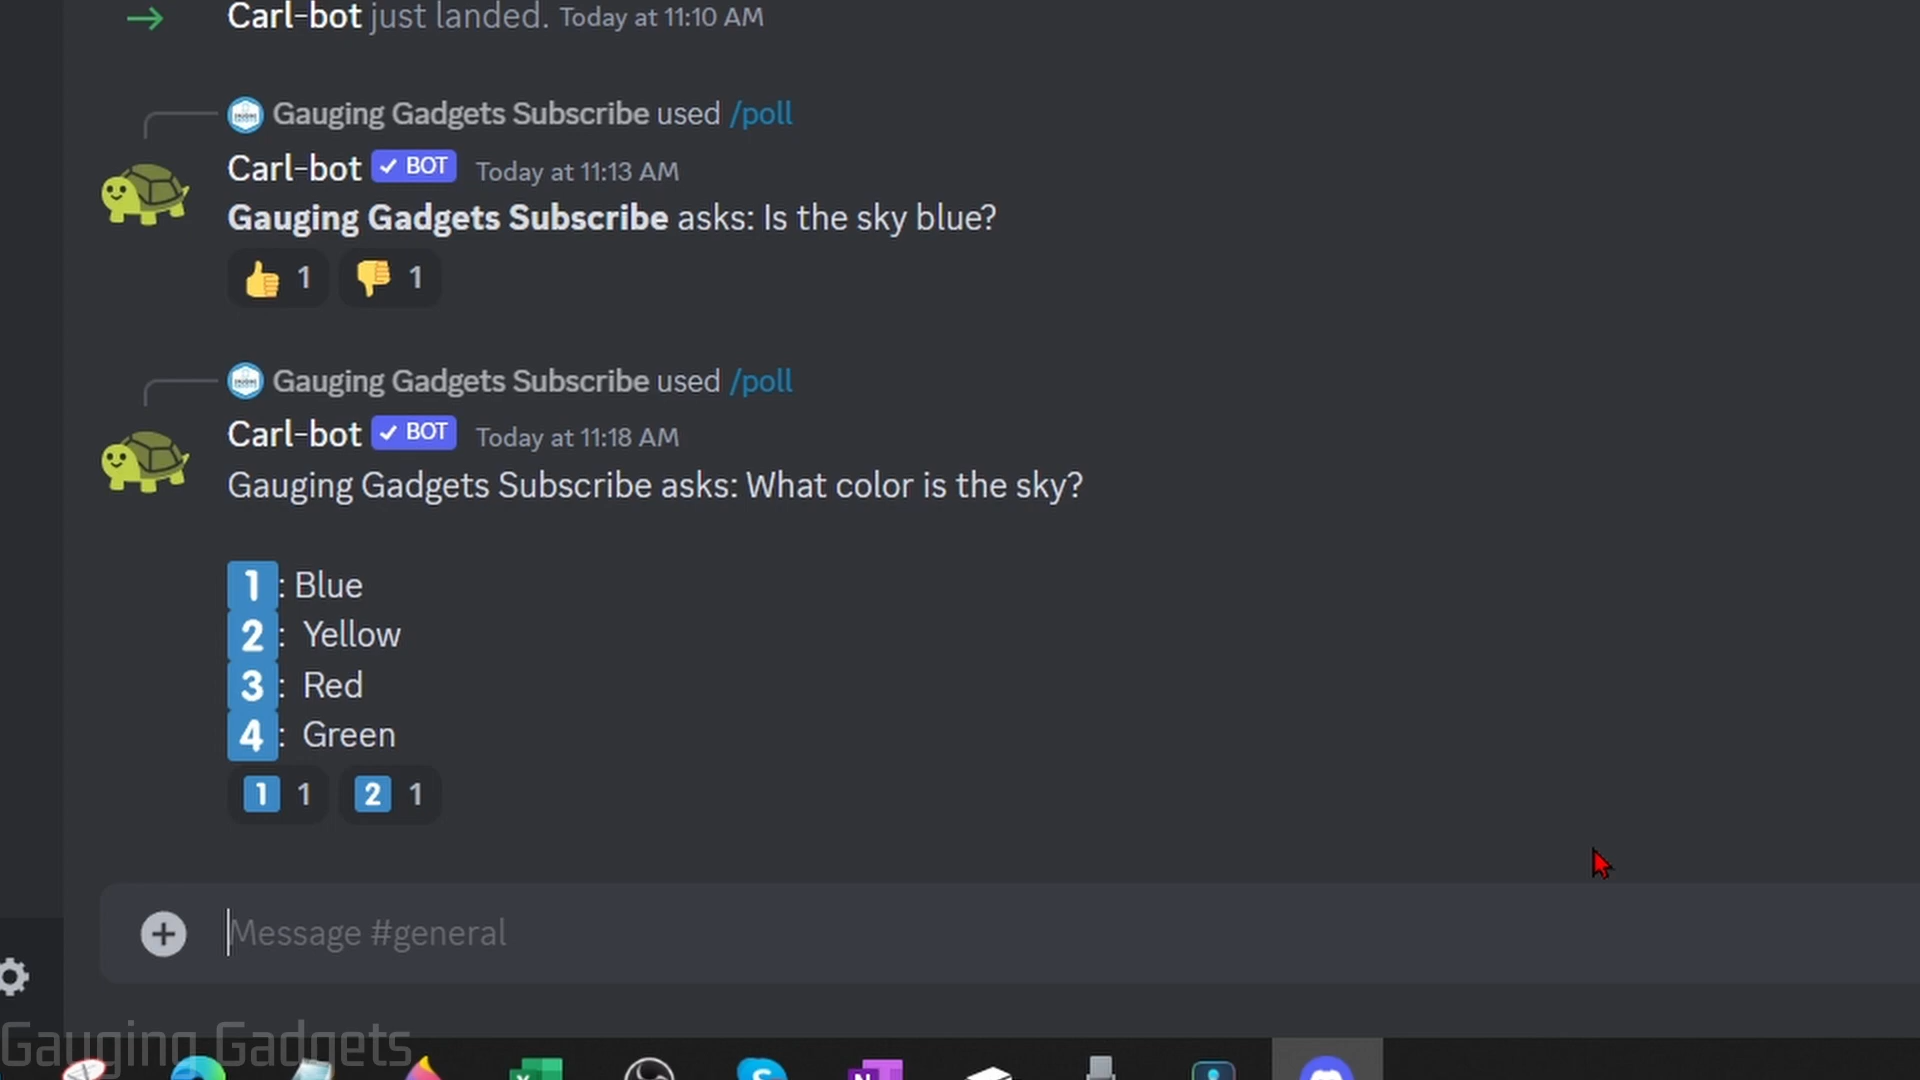 Carl-bot just landed. Today at 11:10 AM
Gauging Gadgets Subscribe used /poll
Carl-bot ✓ BOT Today at 11:13 AM
Gauging Gadgets Subscribe asks: Is the sky blue?
👍 1 👎 1
Gauging Gadgets Subscribe used /poll
Carl-bot ✓ BOT Today at 11:18 AM
Gauging Gadgets Subscribe asks: What color is the sky?
1 : Blue
2 : Yellow
3 : Red
4 : Green
1 1 2 1
Message #general
Gauging Gadgets